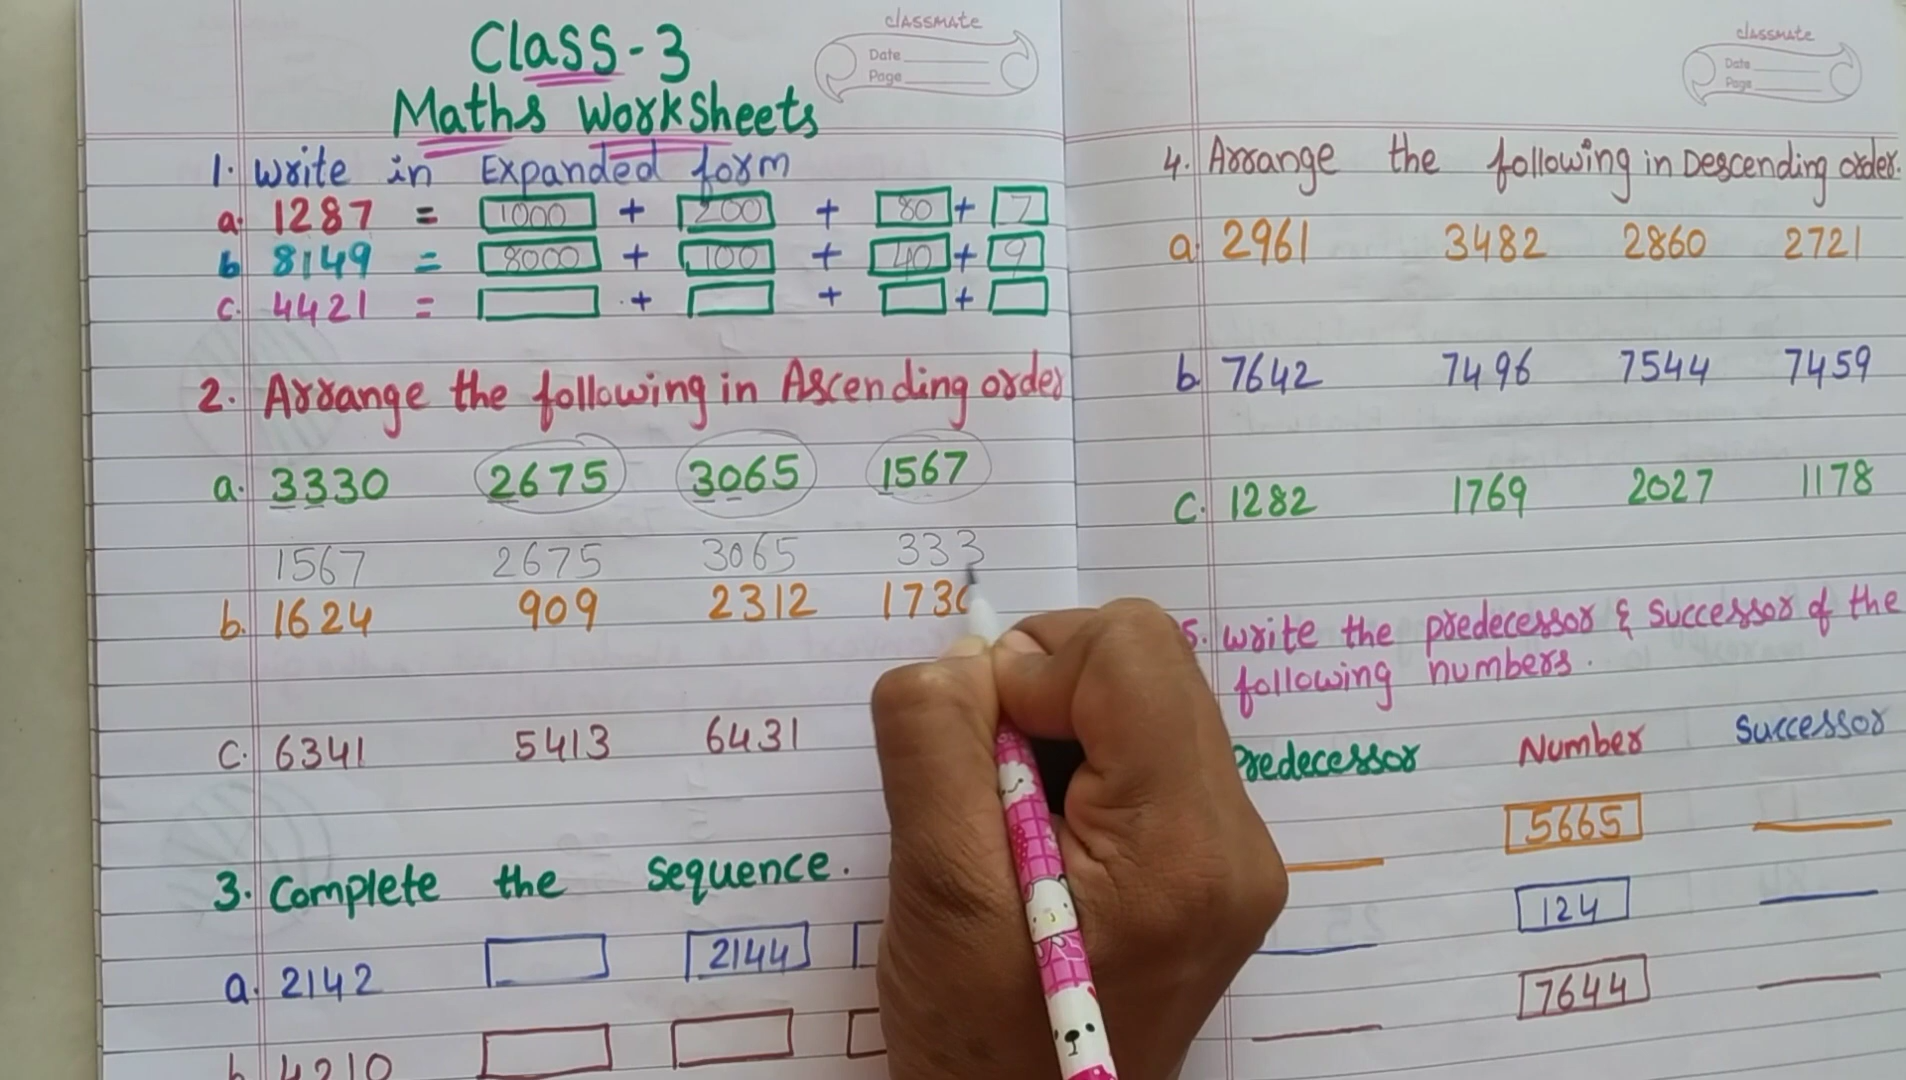 classmate
Date
Page
Class-3
Maths Worksheets
1. Write in Expanded form
a. 1287 = 1000 + 200 + 80 + 7
b 8149 = 8000 + 100 + 40 + 9
c. 4421 = + + +
2. Arrange the following in Ascending order
a. 3330 2675 3065 1567
1567 2675 3065 333
b. 1624 909 2312
c. 6341 5413 6431
3. Complete the sequence.
a. 2142 2144
b 4210
classmate
Date
Page
4. Arrange the following in Descending order.
a. 2961 3482 2860 2721
b 7642 7496 7544 7459
c. 1282 1769 2027 1178
5. Write the predecessor & Successor of the
following numbers.
Predecessor Number Successor
5665
124
7644